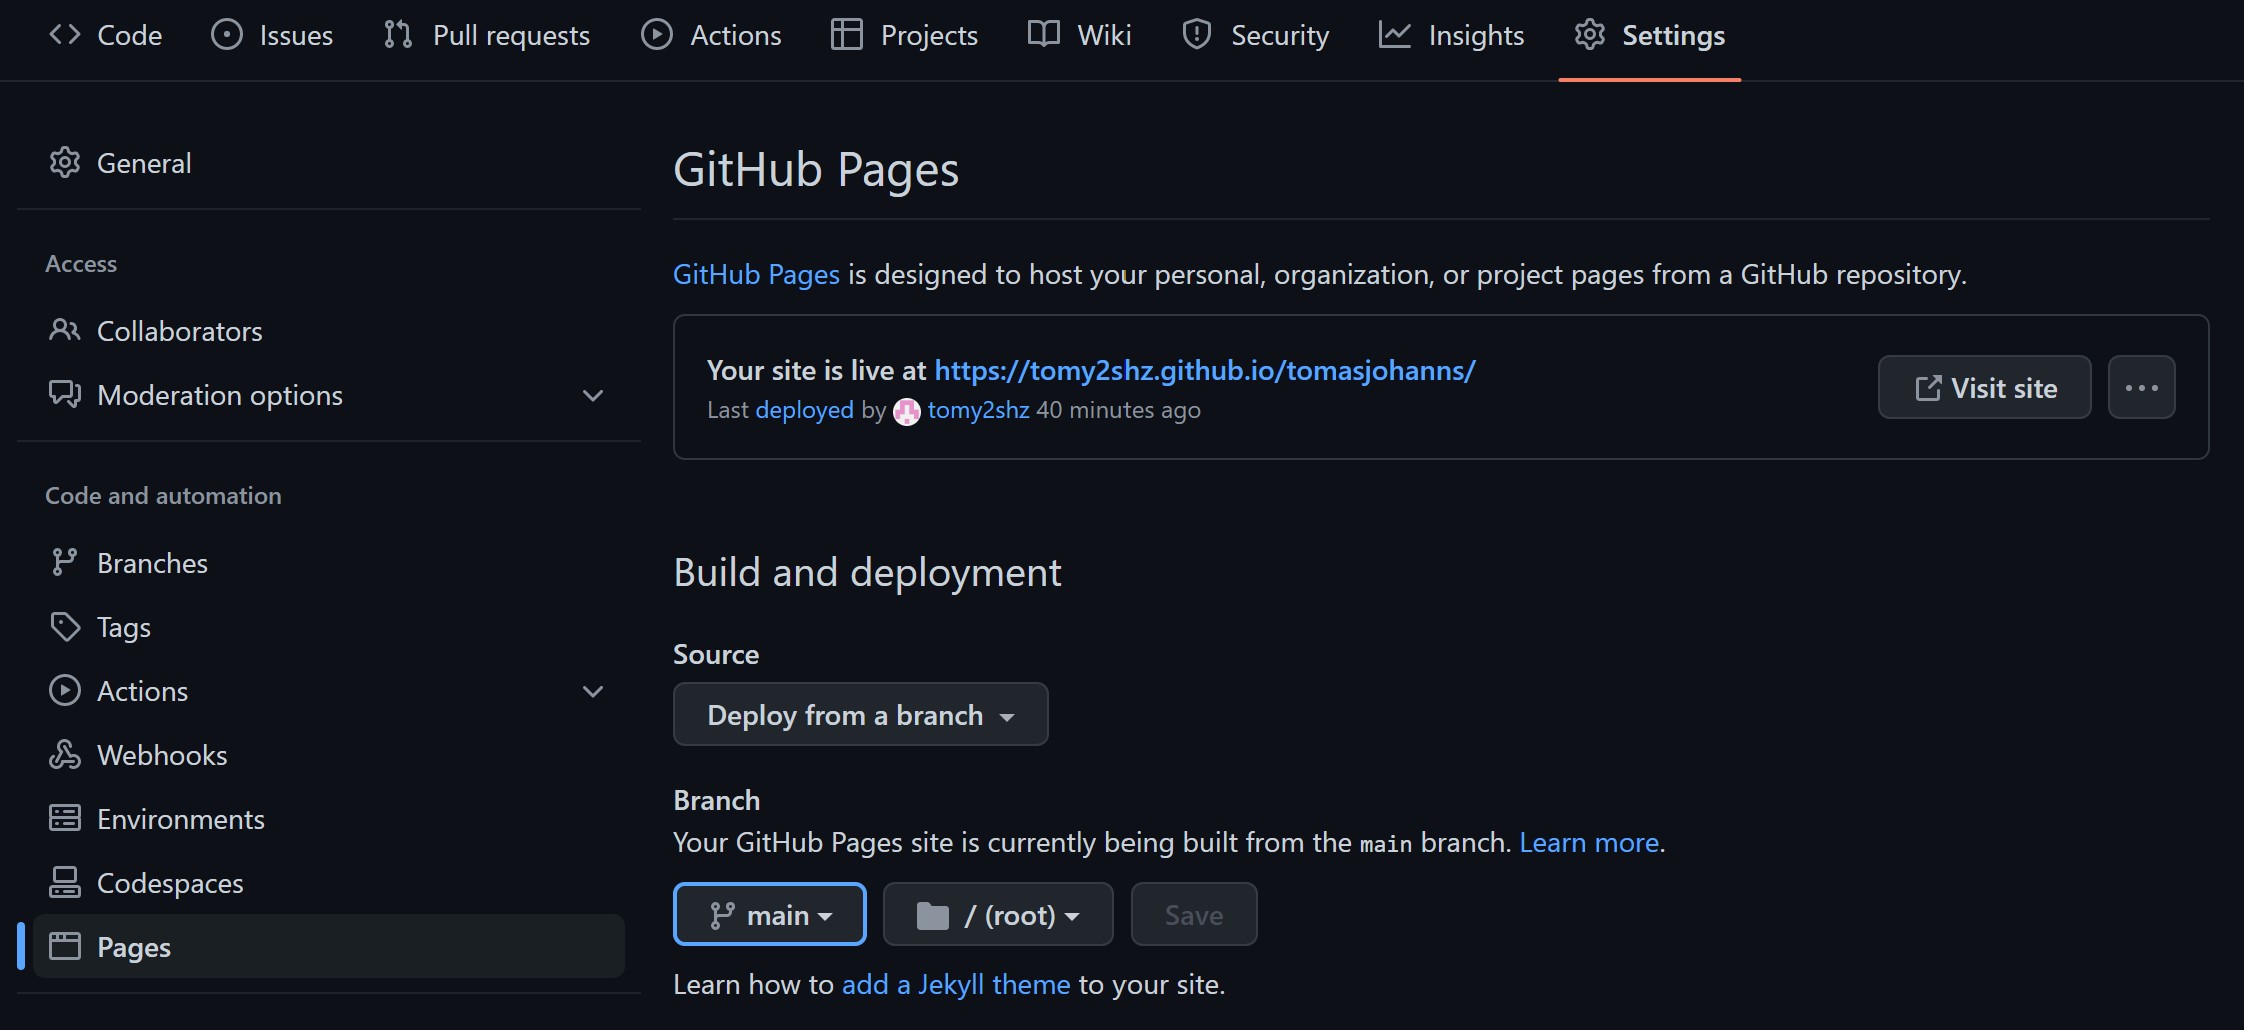 Code Issues Pull requests Actions Projects Wiki Security Insights Settings
General
Access
Collaborators
Moderation options
Code and automation
Branches
Tags
Actions
Webhooks
Environments
Codespaces
Pages
GitHub Pages
GitHub Pages is designed to host your personal, organization, or project pages from a GitHub repository.
Your site is live at https://tomy2shz.github.io/tomasjohanns/
Last deployed by tomy2shz 40 minutes ago
Visit site
Build and deployment
Source
Deploy from a branch
Branch
Your GitHub Pages site is currently being built from the main branch. Learn more.
main / (root) Save
Learn how to add a Jekyll theme to your site.